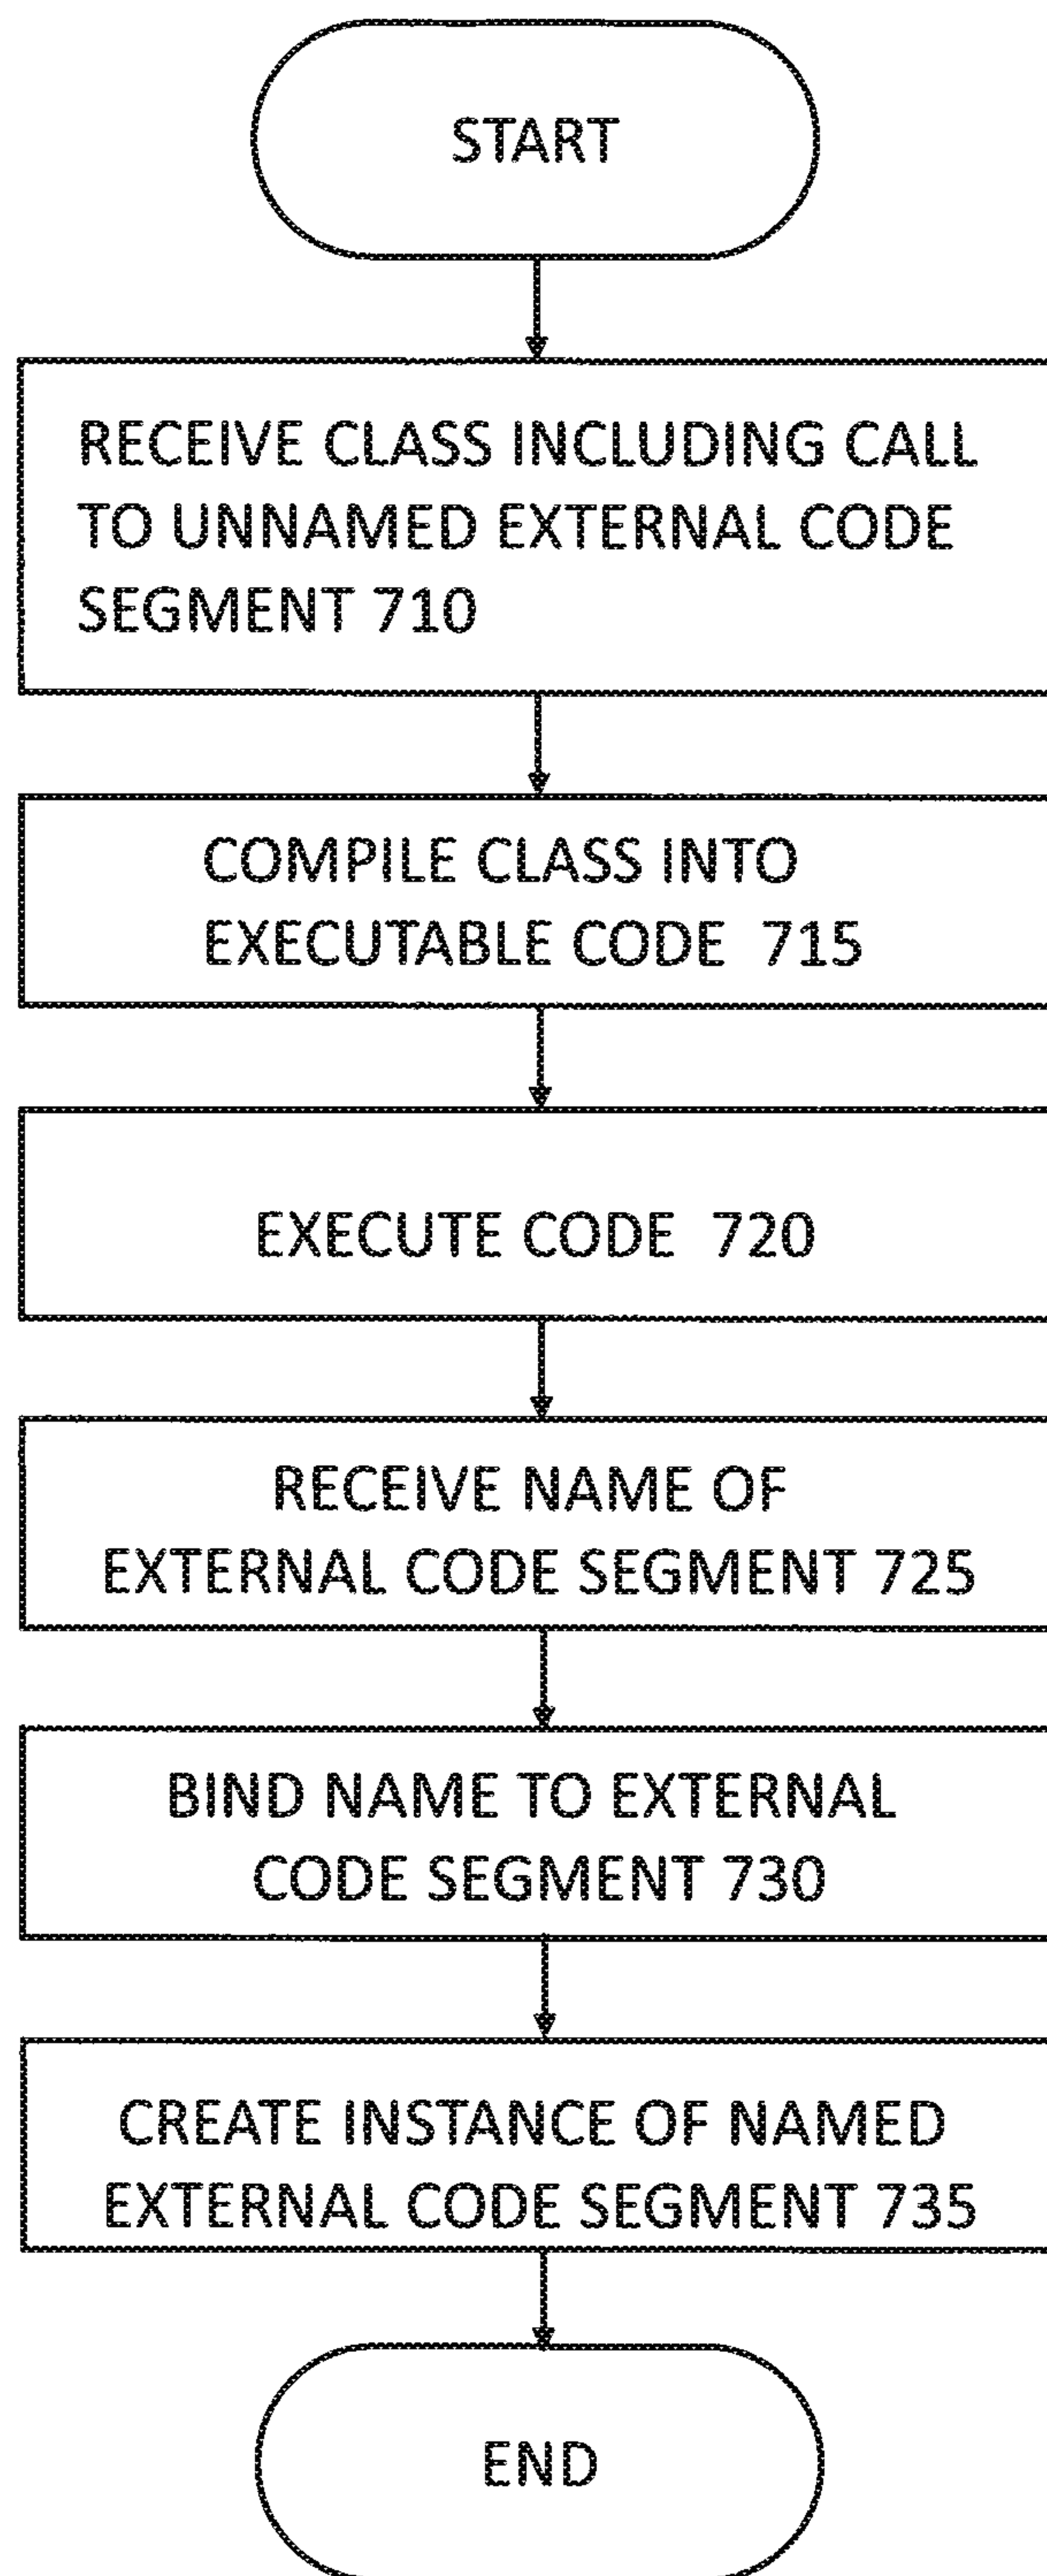 START
RECEIVE CLASS INCLUDING CALL
TO UNNAMED EXTERNAL CODE
SEGMENT 710
COMPILE CLASS INTO
EXECUTABLE CODE 715
EXECUTE CODE 720
RECEIVE NAME OF
EXTERNAL CODE SEGMENT 725
BIND NAME TO EXTERNAL
CODE SEGMENT 730
CREATE INSTANCE OF NAMED
EXTERNAL CODE SEGMENT 735
END